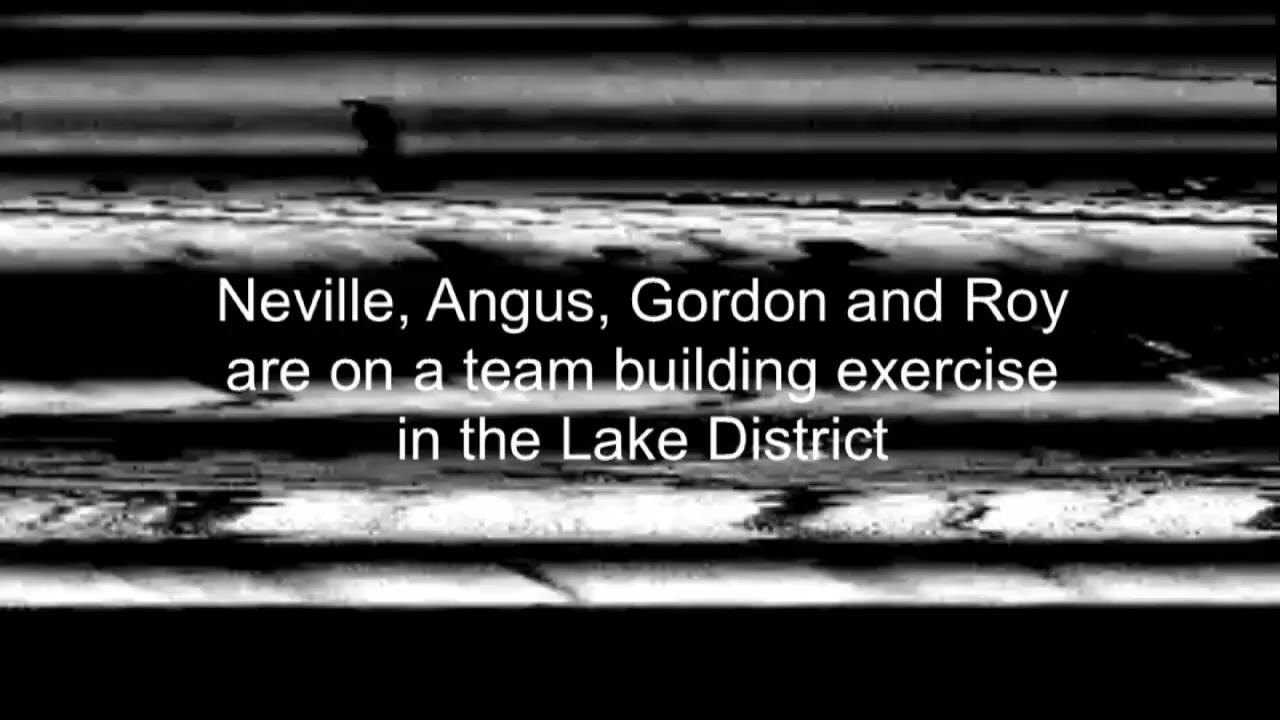 Neville, Angus, Gordon and Roy
are on a team building exercise
in the Lake District